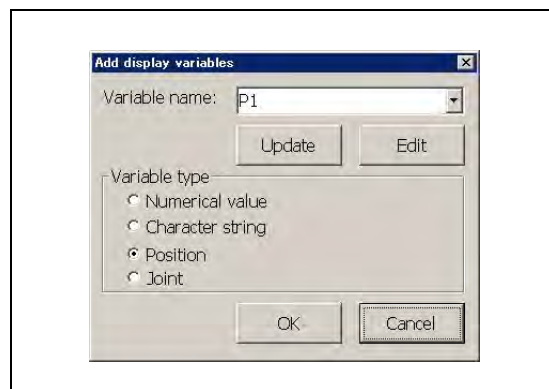 Add display variables
Variable name: P1
Update Edit
Variable type
Numerical value
Character string
Position
Joint
OK Cancel